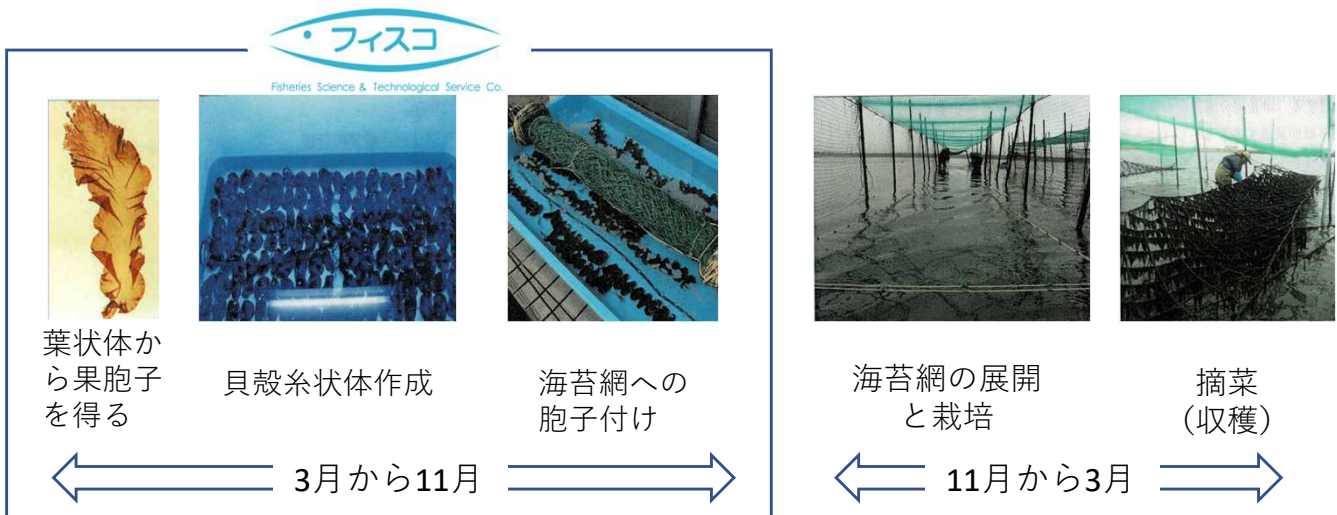 フィスコ
Fisheries Science & Technological Service Co.
葉状体か
ら果胞子
を得る
貝殻糸状体作成
海苔網への
胞子付け
3月から11月
海苔網の展開
と栽培
摘菜
（収穫）
11月から3月